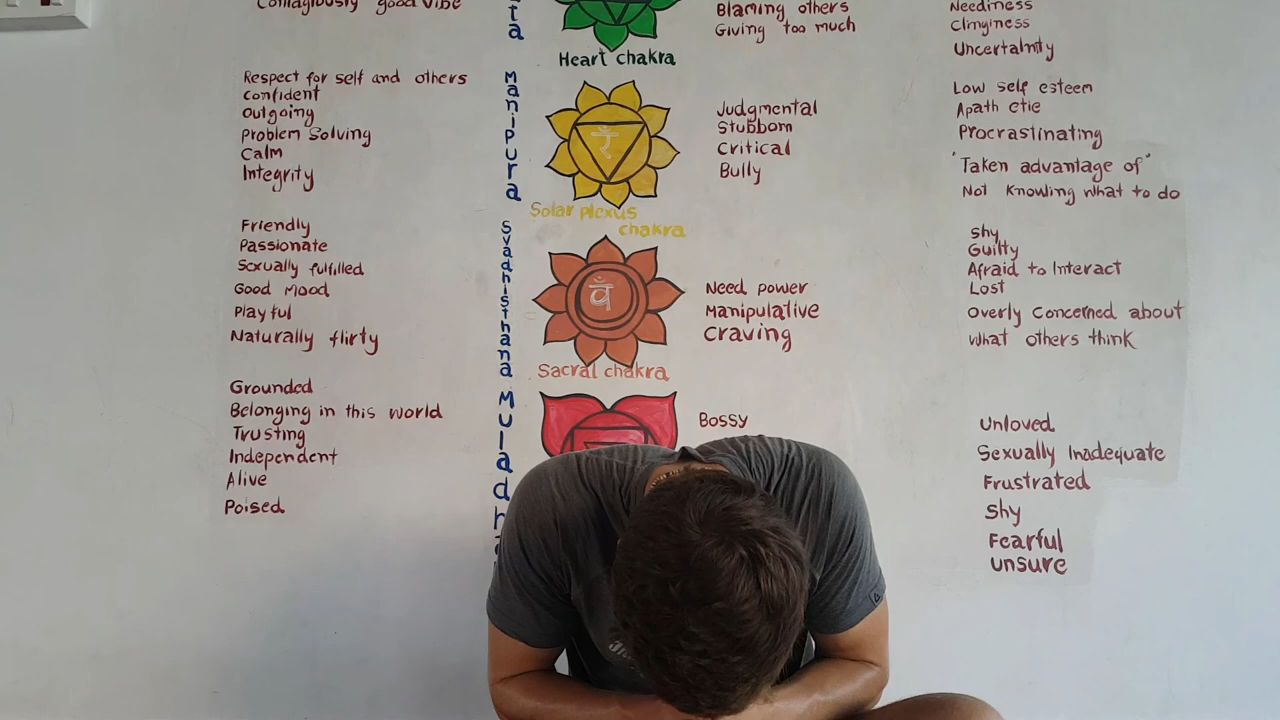 Contagiously good vibe
ta
Heart chakra
Blaming others
Giving too much
Neediness
Clinginess
Uncertainty
Respect for self and others
Confident
Outgoing
Problem Solving
Calm
Integrity
Manipura
रं
Solar plexus
chakra
Judgmental
Stubborn
Critical
Bully
Low self esteem
Apathetic
Procrastinating
"Taken advantage of"
Not Knowing what to do
Friendly
Passionate
Sexually fulfilled
Good Mood
Playful
Naturally flirty
Svadhisthana
वं
Sacral chakra
Need power
Manipulative
Craving
Shy
Guilty
Afraid to Interact
Lost
Overly Concerned about
What others think
Grounded
Belonging in this world
Trusting
Independent
Alive
Poised
Muladh
Bossy
Unloved
Sexually Inadequate
Frustrated
Shy
Fearful
unsure